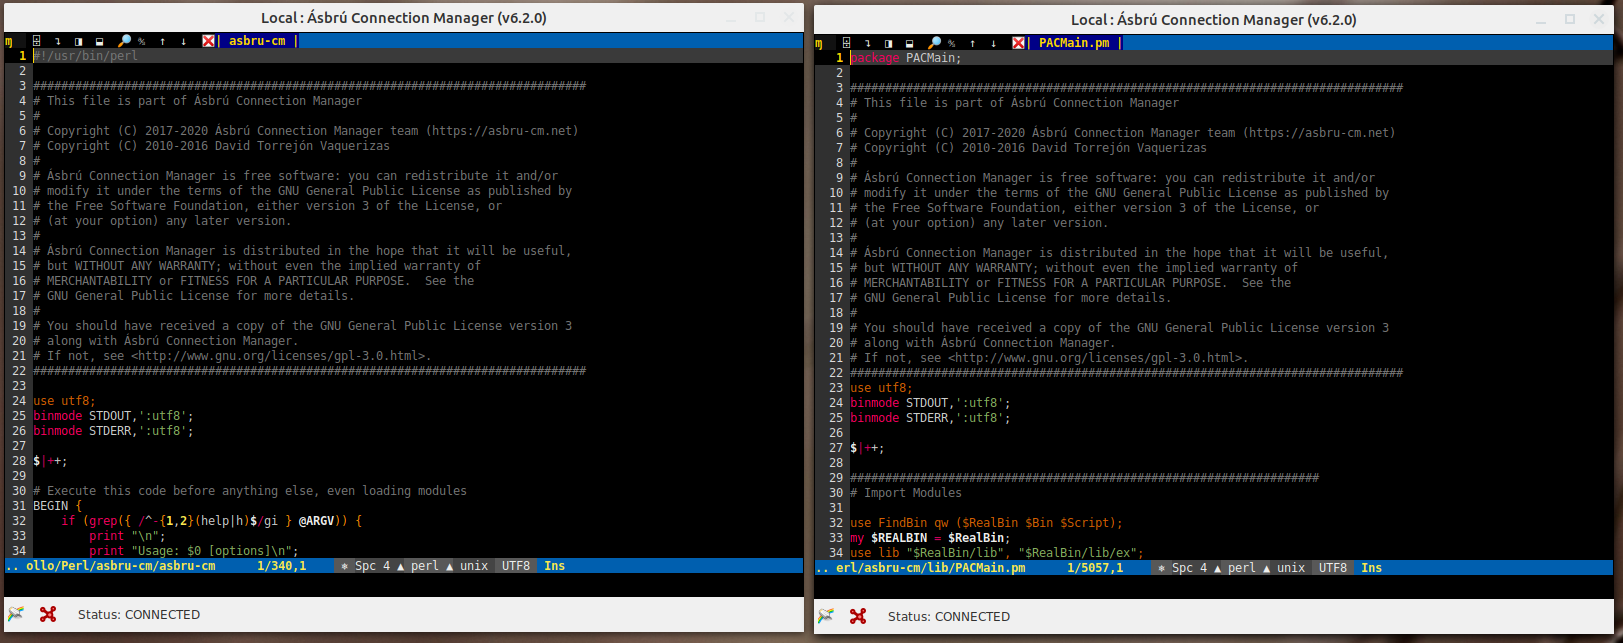 Local : Ásbrú Connection Manager (v6.2.0)
asbru-cm |
1 #!/usr/bin/perl
2
3 ###############################################################################
4 # This file is part of Ásbrú Connection Manager
5 #
6 # Copyright (C) 2017-2020 Ásbrú Connection Manager team (https://asbru-cm.net)
7 # Copyright (C) 2010-2016 David Torrejón Vaquerizas
8 #
9 # Ásbrú Connection Manager is free software: you can redistribute it and/or
10 # modify it under the terms of the GNU General Public License as published by
11 # the Free Software Foundation, either version 3 of the License, or
12 # (at your option) any later version.
13 #
14 # Ásbrú Connection Manager is distributed in the hope that it will be useful,
15 # but WITHOUT ANY WARRANTY; without even the implied warranty of
16 # MERCHANTABILITY or FITNESS FOR A PARTICULAR PURPOSE.  See the
17 # GNU General Public License for more details.
18 #
19 # You should have received a copy of the GNU General Public License version 3
20 # along with Ásbrú Connection Manager.
21 # If not, see <http://www.gnu.org/licenses/gpl-3.0.html>.
22 ###############################################################################
23
24 use utf8;
25 binmode STDOUT,':utf8';
26 binmode STDERR,':utf8';
27
28 $|++;
29
30 # Execute this code before anything else, even loading modules
31 BEGIN {
32     if (grep({ /^-{1,2}(help|h)$/gi } @ARGV)) {
33         print "\n";
34         print "Usage: $0 [options]\n";
.. ollo/Perl/asbru-cm/asbru-cm 1/340,1 ✱ Spc 4 ▲ perl ▲ unix UTF8 Ins
Status: CONNECTED
Local : Ásbrú Connection Manager (v6.2.0)
PACMain.pm |
1 package PACMain;
2
3 ###############################################################################
4 # This file is part of Ásbrú Connection Manager
5 #
6 # Copyright (C) 2017-2020 Ásbrú Connection Manager team (https://asbru-cm.net)
7 # Copyright (C) 2010-2016 David Torrejón Vaquerizas
8 #
9 # Ásbrú Connection Manager is free software: you can redistribute it and/or
10 # modify it under the terms of the GNU General Public License as published by
11 # the Free Software Foundation, either version 3 of the License, or
12 # (at your option) any later version.
13 #
14 # Ásbrú Connection Manager is distributed in the hope that it will be useful,
15 # but WITHOUT ANY WARRANTY; without even the implied warranty of
16 # MERCHANTABILITY or FITNESS FOR A PARTICULAR PURPOSE.  See the
17 # GNU General Public License for more details.
18 #
19 # You should have received a copy of the GNU General Public License version 3
20 # along with Ásbrú Connection Manager.
21 # If not, see <http://www.gnu.org/licenses/gpl-3.0.html>.
22 ###############################################################################
23 use utf8;
24 binmode STDOUT,':utf8';
25 binmode STDERR,':utf8';
26
27 $|++;
28
29 ###################################################################
30 # Import Modules
31
32 use FindBin qw ($RealBin $Bin $Script);
33 my $REALBIN = $RealBin;
34 use lib "$RealBin/lib", "$RealBin/lib/ex";
.. erl/asbru-cm/lib/PACMain.pm 1/5057,1 ✱ Spc 4 ▲ perl ▲ unix UTF8 Ins
Status: CONNECTED